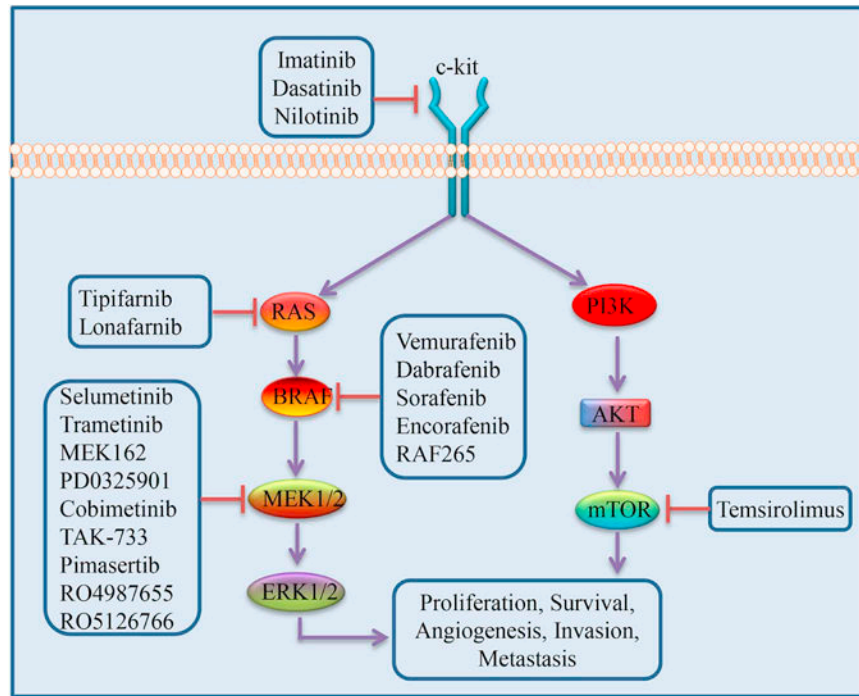 Imatinib
Dasatinib
Nilotinib
c-kit
Tipifarnib
Lonafarnib
RAS
PI3K
Vemurafenib
Dabrafenib
Sorafenib
Encorafenib
RAF265
BRAF
AKT
Selumetinib
Trametinib
MEK162
PD0325901
Cobimetinib
TAK-733
Pimasertib
RO4987655
RO5126766
MEK1/2
mTOR
Temsirolimus
ERK1/2
Proliferation, Survival,
Angiogenesis, Invasion,
Metastasis